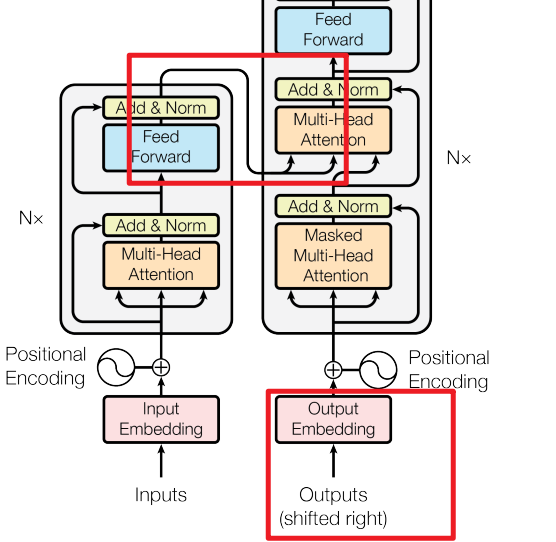 Feed
Forward
Add & Norm
Multi-Head
Attention
Add & Norm
Feed
Forward
Nx
Nx
Add & Norm
Multi-Head
Attention
Add & Norm
Masked
Multi-Head
Attention
Positional
Encoding
Positional
Encoding
Input
Embedding
Output
Embedding
Inputs
Outputs
(shifted right)